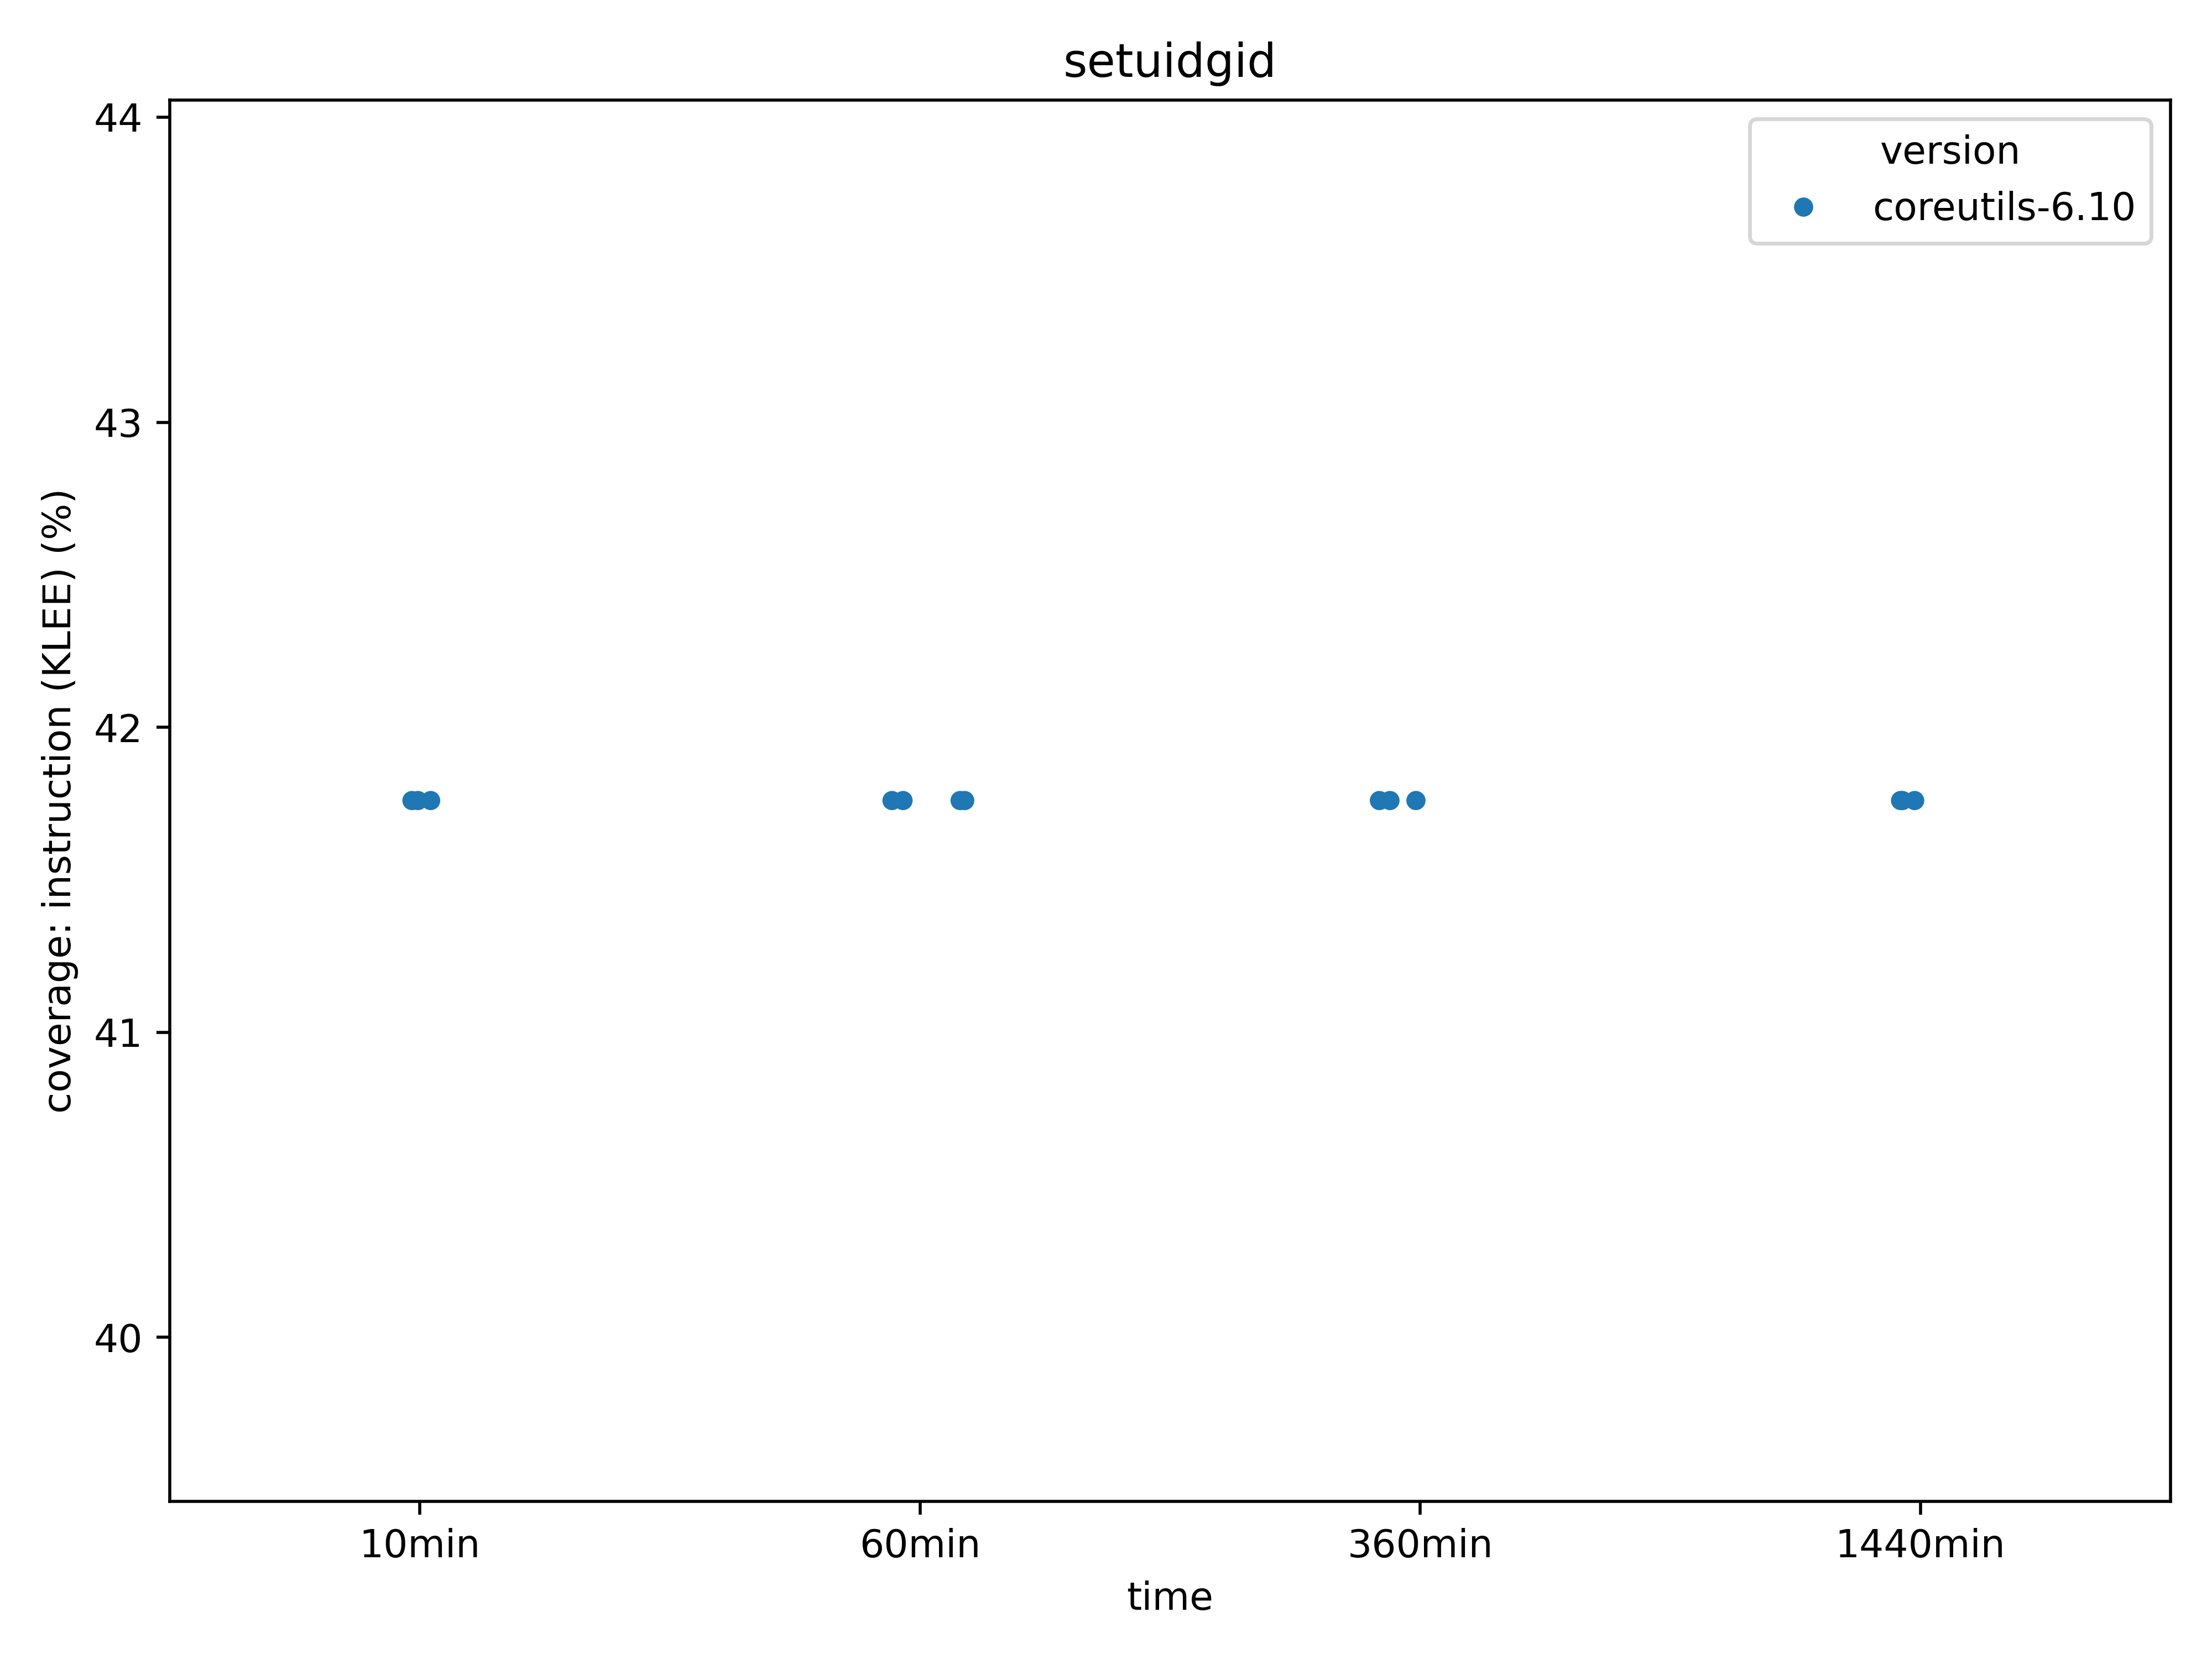 setuidgid
version
coreutils-6.10
coverage: instruction (KLEE) (%)
44
43
42
41
40
10min 60min 360min 1440min
time